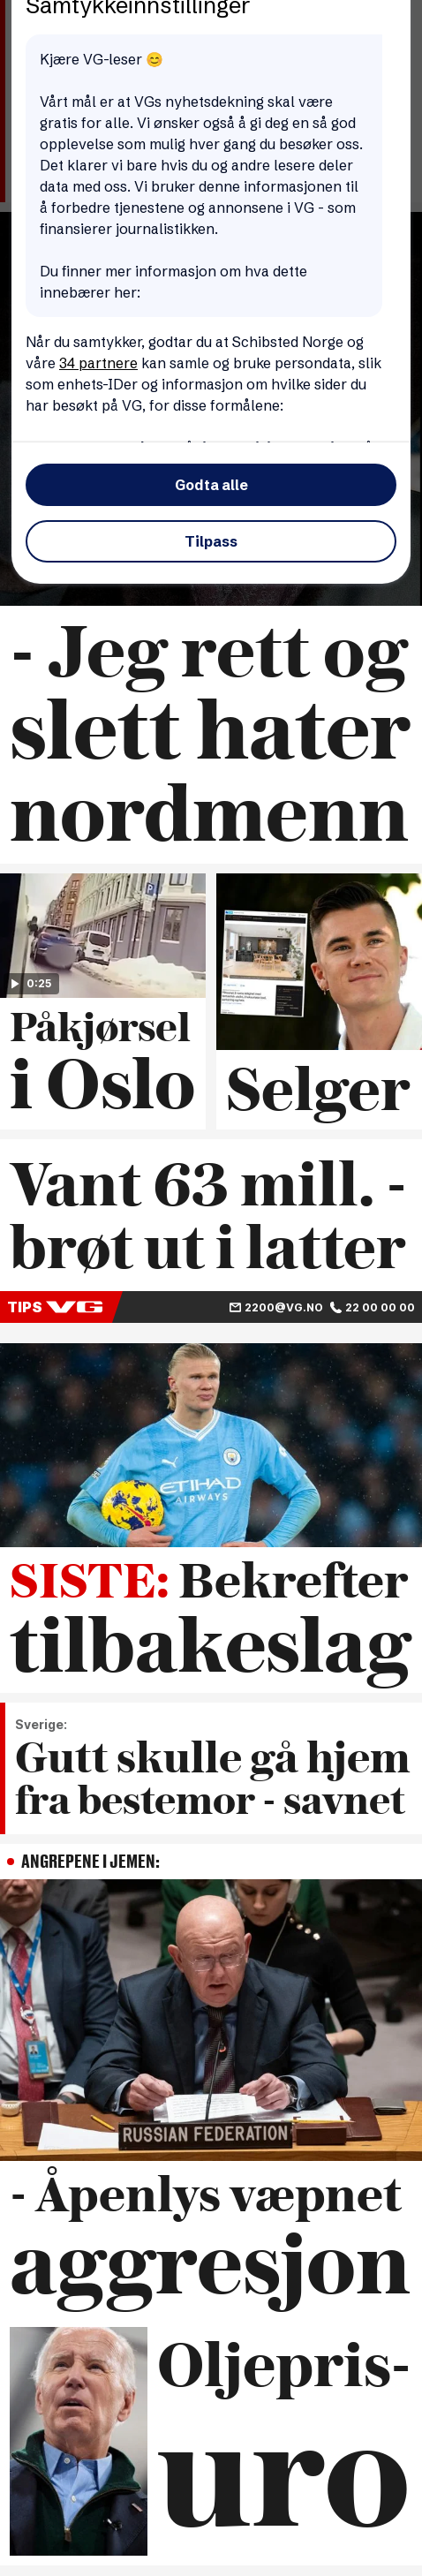 Samtykkeinnstillinger
Kjære VG-leser 😊
Vårt mål er at VGs nyhetsdekning skal være
gratis for alle. Vi ønsker også å gi deg en så god
opplevelse som mulig hver gang du besøker oss.
Det klarer vi bare hvis du og andre lesere deler
data med oss. Vi bruker denne informasjonen til
å forbedre tjenestene og annonsene i VG - som
finansierer journalistikken.
Du finner mer informasjon om hva dette
innebærer her:
Når du samtykker, godtar du at Schibsted Norge og
våre 34 partnere kan samle og bruke persondata, slik
som enhets-IDer og informasjon om hvilke sider du
har besøkt på VG, for disse formålene:
Godta alle
Tilpass
- Jeg rett og
slett hater
nordmenn
0:25
Påkjørsel
i Oslo
Selger
Vant 63 mill. -
brøt ut i latter
TIPS VG 2200@VG.NO 22 00 00 00
ETIHAD
AIRWAYS
SISTE: Bekrefter
tilbakeslag
Sverige:
Gutt skulle gå hjem
fra bestemor - savnet
ANGREPENE I JEMEN:
RUSSIAN FEDERATION
- Åpenlys væpnet
aggresjon
Oljepris-
uro